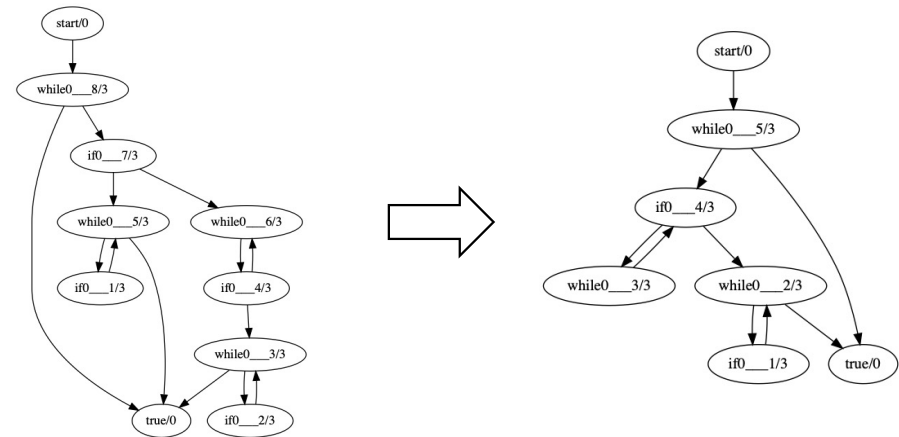 start/0
while0___8/3
if0___7/3
while0___5/3
while0___6/3
if0___1/3
if0___4/3
while0___3/3
true/0
if0___2/3
start/0
while0___5/3
if0___4/3
while0___3/3
while0___2/3
if0___1/3
true/0